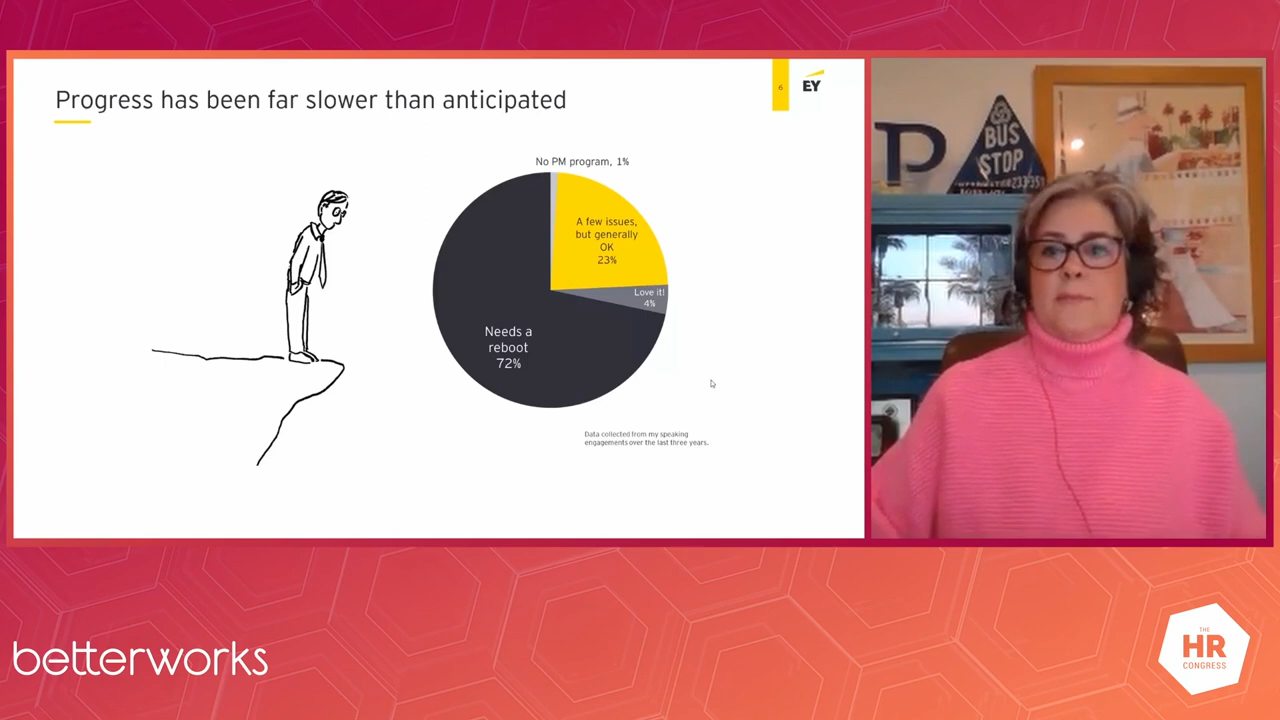 Progress has been far slower than anticipated
6
EY
No PM program, 1%
A few issues,
but generally
OK
23%
Love it!
4%
Needs a
reboot
72%
Data collected from my speaking
engagements over the last three years.
P
BUS
STOP
betterworks
THE
HR
CONGRESS